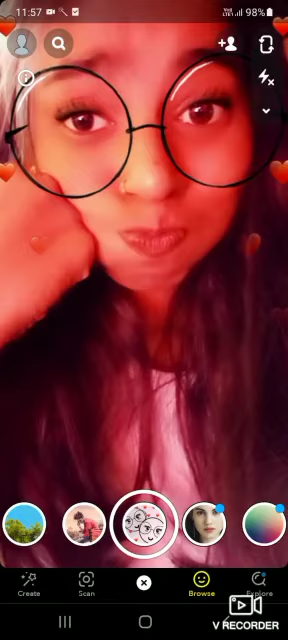 11:57
98%
Create
Scan
Browse
Explore
V RECORDER